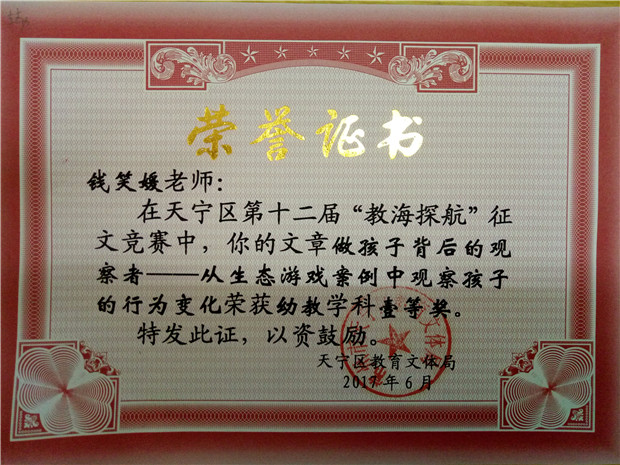 荣誉证书
钱笑媛老师：
在天宁区第十二届“教海探航”征
文竞赛中，你的文章做孩子背后的观
察者——从生态游戏案例中观察孩子
的行为变化荣获幼教学科壹等奖。
特发此证，以资鼓励。
天宁区教育文体局
2017年6月